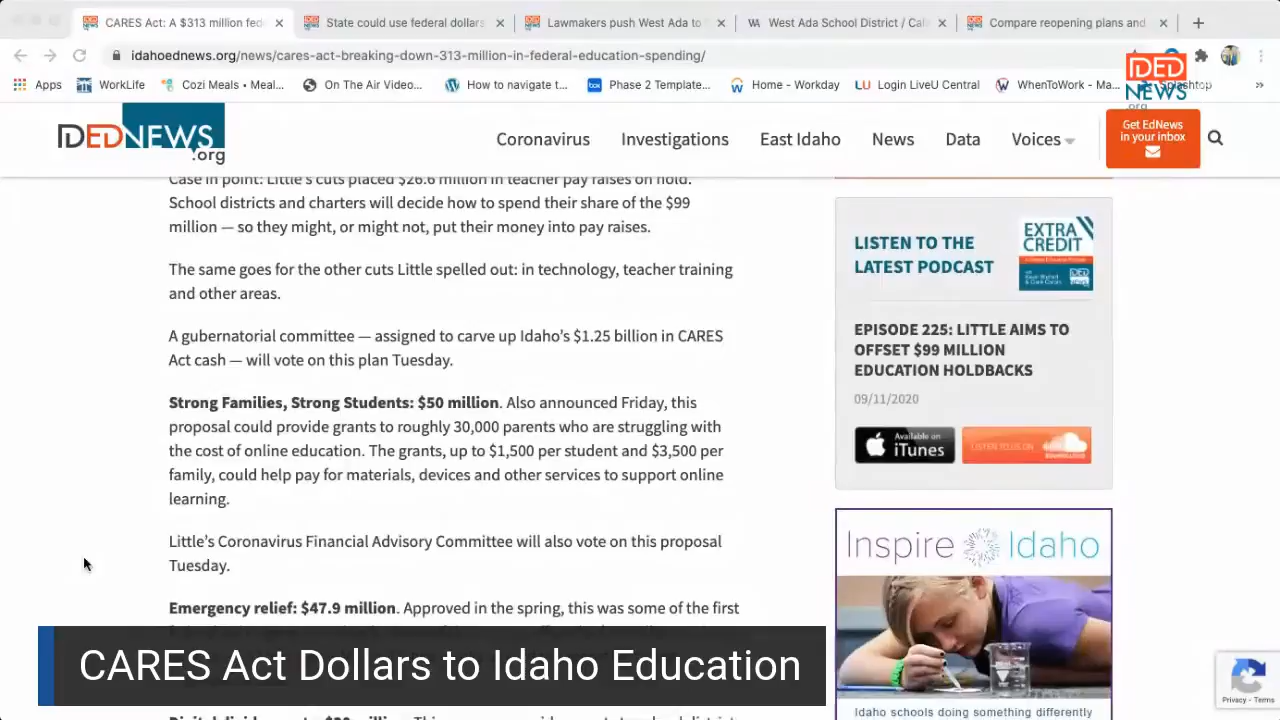 CARES Act: A $313 million fed
State could use federal dollars
Lawmakers push West Ada to
West Ada School District / Cale
Compare reopening plans and
idahoednews.org/news/cares-act-breaking-down-313-million-in-federal-education-spending/
Apps
WorkLife
Cozi Meals • Meal...
On The Air Video...
How to navigate t...
Phase 2 Template...
Home - Workday
Login LiveU Central
WhenToWork - Ma...
Splashtop
IDED
NEWS
.org
IDEDNEWS
.org
Coronavirus
Investigations
East Idaho
News
Data
Voices
Get EdNews
in your inbox
Case in point: Little's cuts placed $26.6 million in teacher pay raises on hold.
School districts and charters will decide how to spend their share of the $99
million — so they might, or might not, put their money into pay raises.
The same goes for the other cuts Little spelled out: in technology, teacher training
and other areas.
A gubernatorial committee — assigned to carve up Idaho's $1.25 billion in CARES
Act cash — will vote on this plan Tuesday.
Strong Families, Strong Students: $50 million. Also announced Friday, this
proposal could provide grants to roughly 30,000 parents who are struggling with
the cost of online education. The grants, up to $1,500 per student and $3,500 per
family, could help pay for materials, devices and other services to support online
learning.
Little's Coronavirus Financial Advisory Committee will also vote on this proposal
Tuesday.
Emergency relief: $47.9 million. Approved in the spring, this was some of the first
CARES Act Dollars to Idaho Education
LISTEN TO THE
LATEST PODCAST
EXTRA
CREDIT
EPISODE 225: LITTLE AIMS TO
OFFSET $99 MILLION
EDUCATION HOLDBACKS
09/11/2020
Available on
iTunes
LISTEN TO US ON
Inspire Idaho
Idaho schools doing something differently
Privacy - Terms